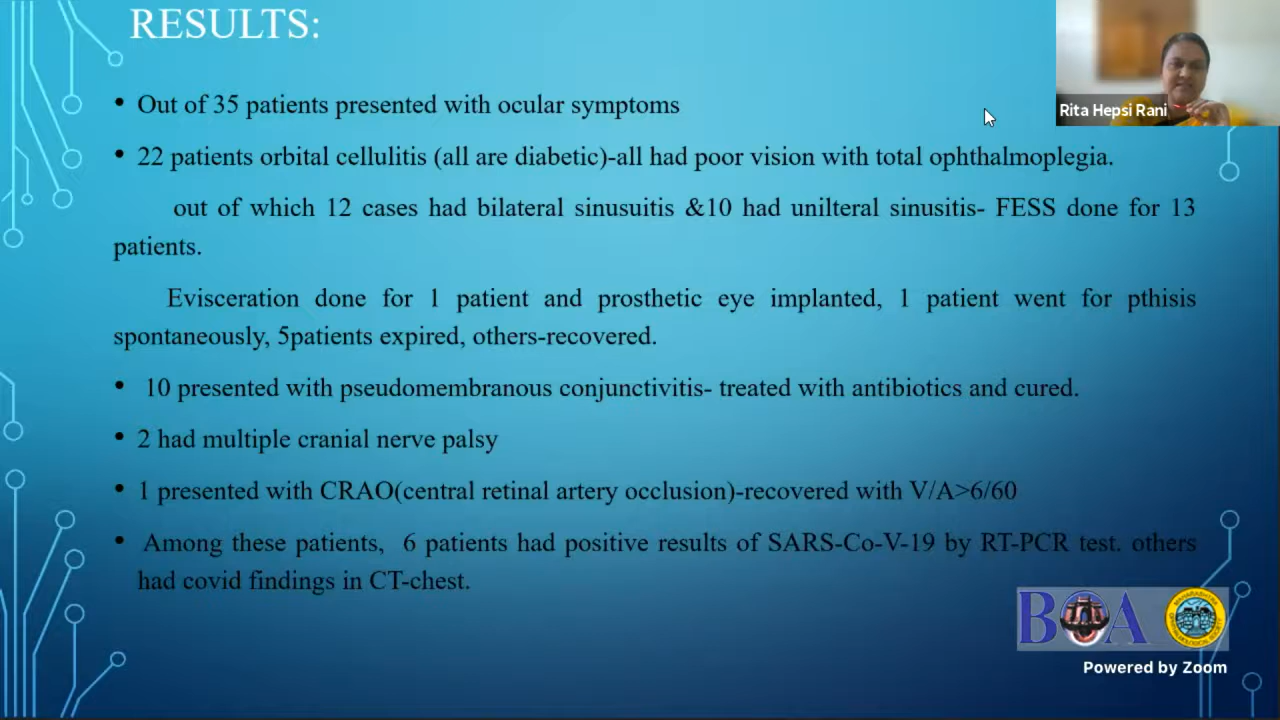 RESULTS:
Rita Hepsi Rani
• Out of 35 patients presented with ocular symptoms
• 22 patients orbital cellulitis (all are diabetic)-all had poor vision with total ophthalmoplegia.
out of which 12 cases had bilateral sinusuitis &10 had unilteral sinusitis- FESS done for 13
patients.
Evisceration done for 1 patient and prosthetic eye implanted, 1 patient went for pthisis
spontaneously, 5patients expired, others-recovered.
• 10 presented with pseudomembranous conjunctivitis- treated with antibiotics and cured.
• 2 had multiple cranial nerve palsy
• 1 presented with CRAO(central retinal artery occlusion)-recovered with V/A>6/60
• Among these patients, 6 patients had positive results of SARS-Co-V-19 by RT-PCR test. others
had covid findings in CT-chest.
BOA
Powered by Zoom